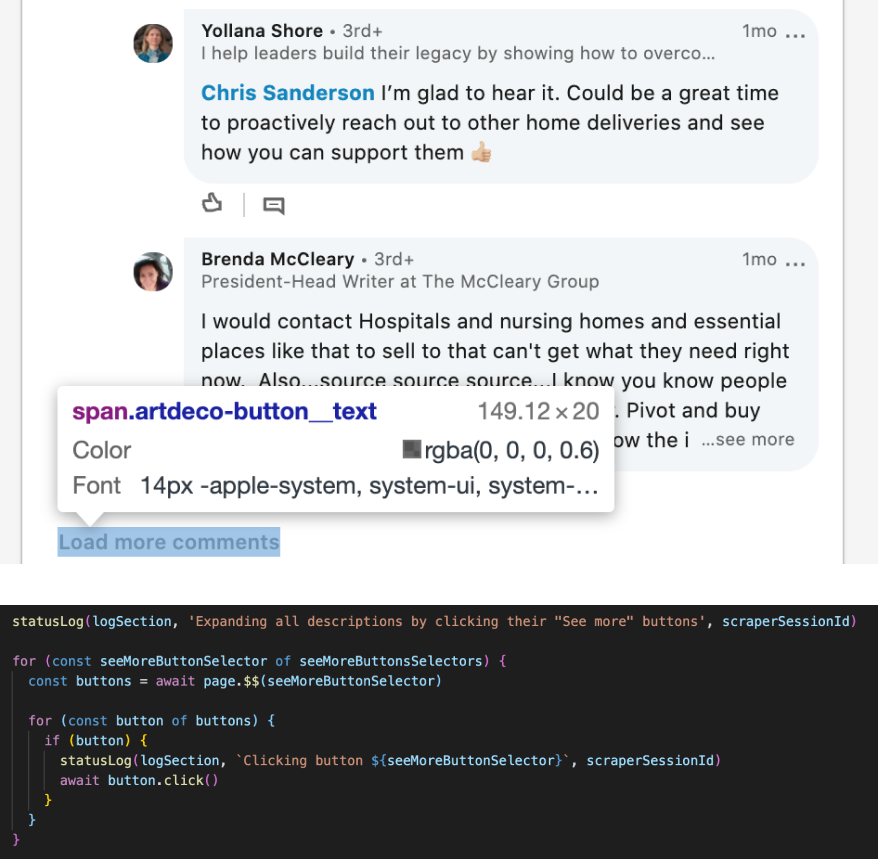 Yollana Shore • 3rd+ 1mo ...
I help leaders build their legacy by showing how to overco...
Chris Sanderson I’m glad to hear it. Could be a great time
to proactively reach out to other home deliveries and see
how you can support them 👍🏼
Brenda McCleary • 3rd+ 1mo ...
President-Head Writer at The McCleary Group
I would contact Hospitals and nursing homes and essential
places like that to sell to that can't get what they need right
now. Also...source source source...I know you know people
. Pivot and buy
ow the i ...see more
span.artdeco-button__text 149.12×20
Color rgba(0, 0, 0, 0.6)
Font 14px -apple-system, system-ui, system-…
Load more comments
statusLog(logSection, 'Expanding all descriptions by clicking their "See more" buttons', scraperSessionId)
for (const seeMoreButtonSelector of seeMoreButtonsSelectors) {
const buttons = await page.$$(seeMoreButtonSelector)
for (const button of buttons) {
if (button) {
statusLog(logSection, `Clicking button ${seeMoreButtonSelector}`, scraperSessionId)
await button.click()
}
}
}